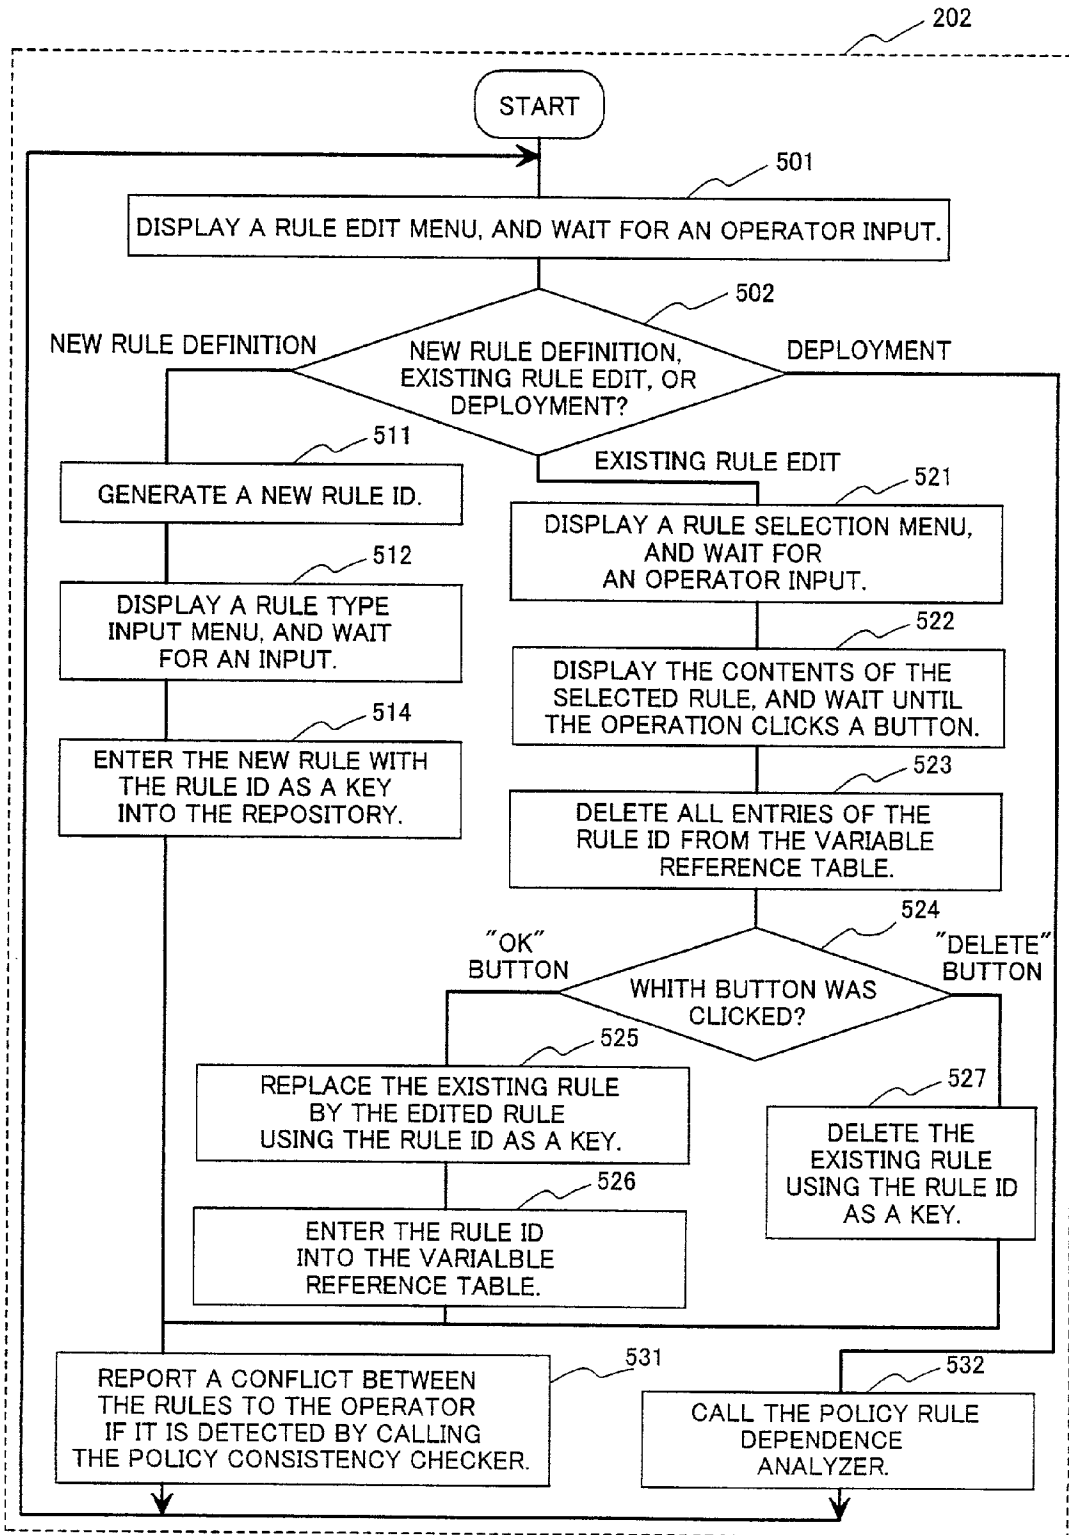 202
START
501
DISPLAY A RULE EDIT MENU, AND WAIT FOR AN OPERATOR INPUT.
502
NEW RULE DEFINITION
NEW RULE DEFINITION,
EXISTING RULE EDIT, OR
DEPLOYMENT?
DEPLOYMENT
511
GENERATE A NEW RULE ID.
512
DISPLAY A RULE TYPE
INPUT MENU, AND WAIT
FOR AN INPUT.
514
ENTER THE NEW RULE WITH
THE RULE ID AS A KEY
INTO THE REPOSITORY.
EXISTING RULE EDIT
521
DISPLAY A RULE SELECTION MENU,
AND WAIT FOR
AN OPERATOR INPUT.
522
DISPLAY THE CONTENTS OF THE
SELECTED RULE, AND WAIT UNTIL
THE OPERATION CLICKS A BUTTON.
523
DELETE ALL ENTRIES OF THE
RULE ID FROM THE VARIABLE
REFERENCE TABLE.
524
"OK"
BUTTON
WHITH BUTTON WAS
CLICKED?
"DELETE"
BUTTON
525
REPLACE THE EXISTING RULE
BY THE EDITED RULE
USING THE RULE ID AS A KEY.
526
ENTER THE RULE ID
INTO THE VARIALBLE
REFERENCE TABLE.
527
DELETE THE
EXISTING RULE
USING THE RULE ID
AS A KEY.
531
REPORT A CONFLICT BETWEEN
THE RULES TO THE OPERATOR
IF IT IS DETECTED BY CALLING
THE POLICY CONSISTENCY CHECKER.
532
CALL THE POLICY RULE
DEPENDENCE
ANALYZER.